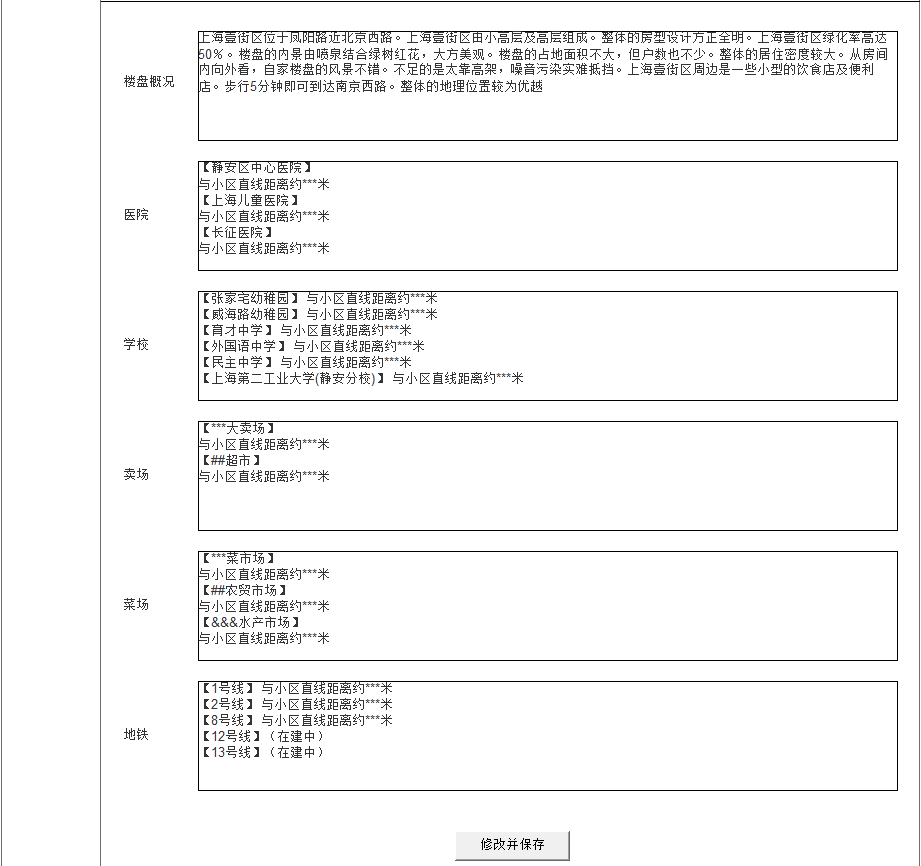 楼盘概况
上海壹街区位于凤阳路近北京西路。上海壹街区由小高层及高层组成。整体的房型设计方正全明。上海壹街区绿化率高达
50%。楼盘的内景由喷泉结合绿树红花，大方美观。楼盘的占地面积不大，但户数也不少。整体的居住密度较大。从房间
内向外看，自家楼盘的风景不错。不足的是太靠高架，噪音污染实难抵挡。上海壹街区周边是一些小型的饮食店及便利
店。步行5分钟即可到达南京西路。整体的地理位置较为优越
医院
【静安区中心医院】
与小区直线距离约***米
【上海儿童医院】
与小区直线距离约***米
【长征医院】
与小区直线距离约***米
学校
【张家宅幼稚园】 与小区直线距离约***米
【威海路幼稚园】 与小区直线距离约***米
【育才中学】 与小区直线距离约***米
【外国语中学】 与小区直线距离约***米
【民主中学】 与小区直线距离约***米
【上海第二工业大学(静安分校)】 与小区直线距离约***米
卖场
【***大卖场】
与小区直线距离约***米
【##超市】
与小区直线距离约***米
菜场
【***菜市场】
与小区直线距离约***米
【##农贸市场】
与小区直线距离约***米
【&&&水产市场】
与小区直线距离约***米
地铁
【1号线】 与小区直线距离约***米
【2号线】 与小区直线距离约***米
【8号线】 与小区直线距离约***米
【12号线】（在建中）
【13号线】（在建中）
修改并保存